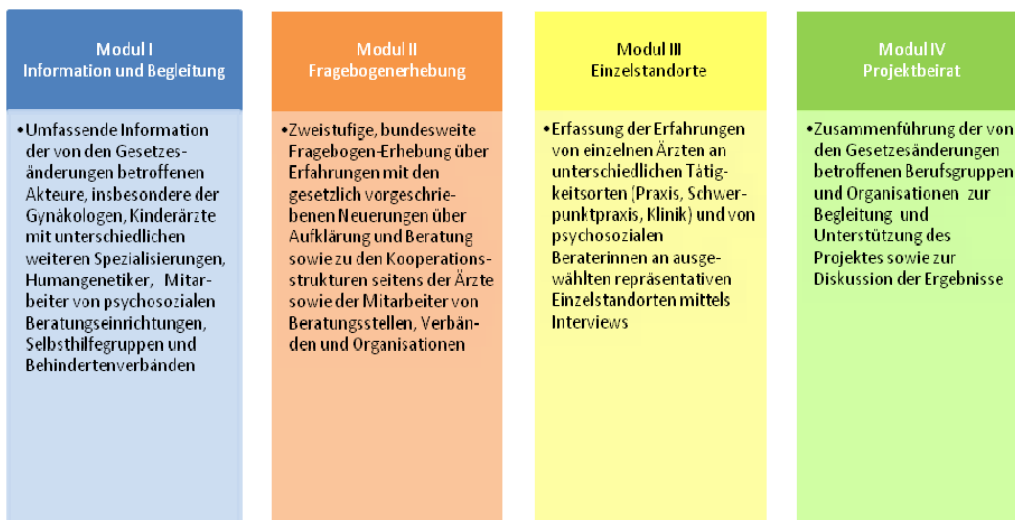 Modul I
Information und Begleitung
•Umfassende Information
der von den Gesetzes-
änderungen betroffenen
Akteure, insbesondere der
Gynäkologen, Kinderärzte
mit unterschiedlichen
weiteren Spezialisierungen,
Humangenetiker, Mitar-
beiter von psychosozialen
Beratungseinrichtungen,
Selbsthilfegruppen und
Behindertenverbänden
Modul II
Fragebogenerhebung
•Zweistufige, bundesweite
Fragebogen-Erhebung über
Erfahrungen mit den
gesetzlich vorgeschrie-
benen Neuerungen über
Aufklärung und Beratung
sowie zu den Kooperations-
strukturen seitens der Ärzte
sowie der Mitarbeiter von
Beratungsstellen, Verbän-
den und Organisationen
Modul III
Einzelstandorte
•Erfassung der Erfahrungen
von einzelnen Ärzten an
unterschiedlichen Tätig-
keitsorten (Praxis, Schwer-
punktpraxis, Klinik) und von
psychosozialen
Beraterinnen an ausge-
wählten repräsentativen
Einzelstandorten mittels
Interviews
Modul IV
Projektbeirat
•Zusammenführung der von
den Gesetzesänderungen
betroffenen Berufsgruppen
und Organisationen zur
Begleitung und
Unterstützung des
Projektes sowie zur
Diskussion der Ergebnisse